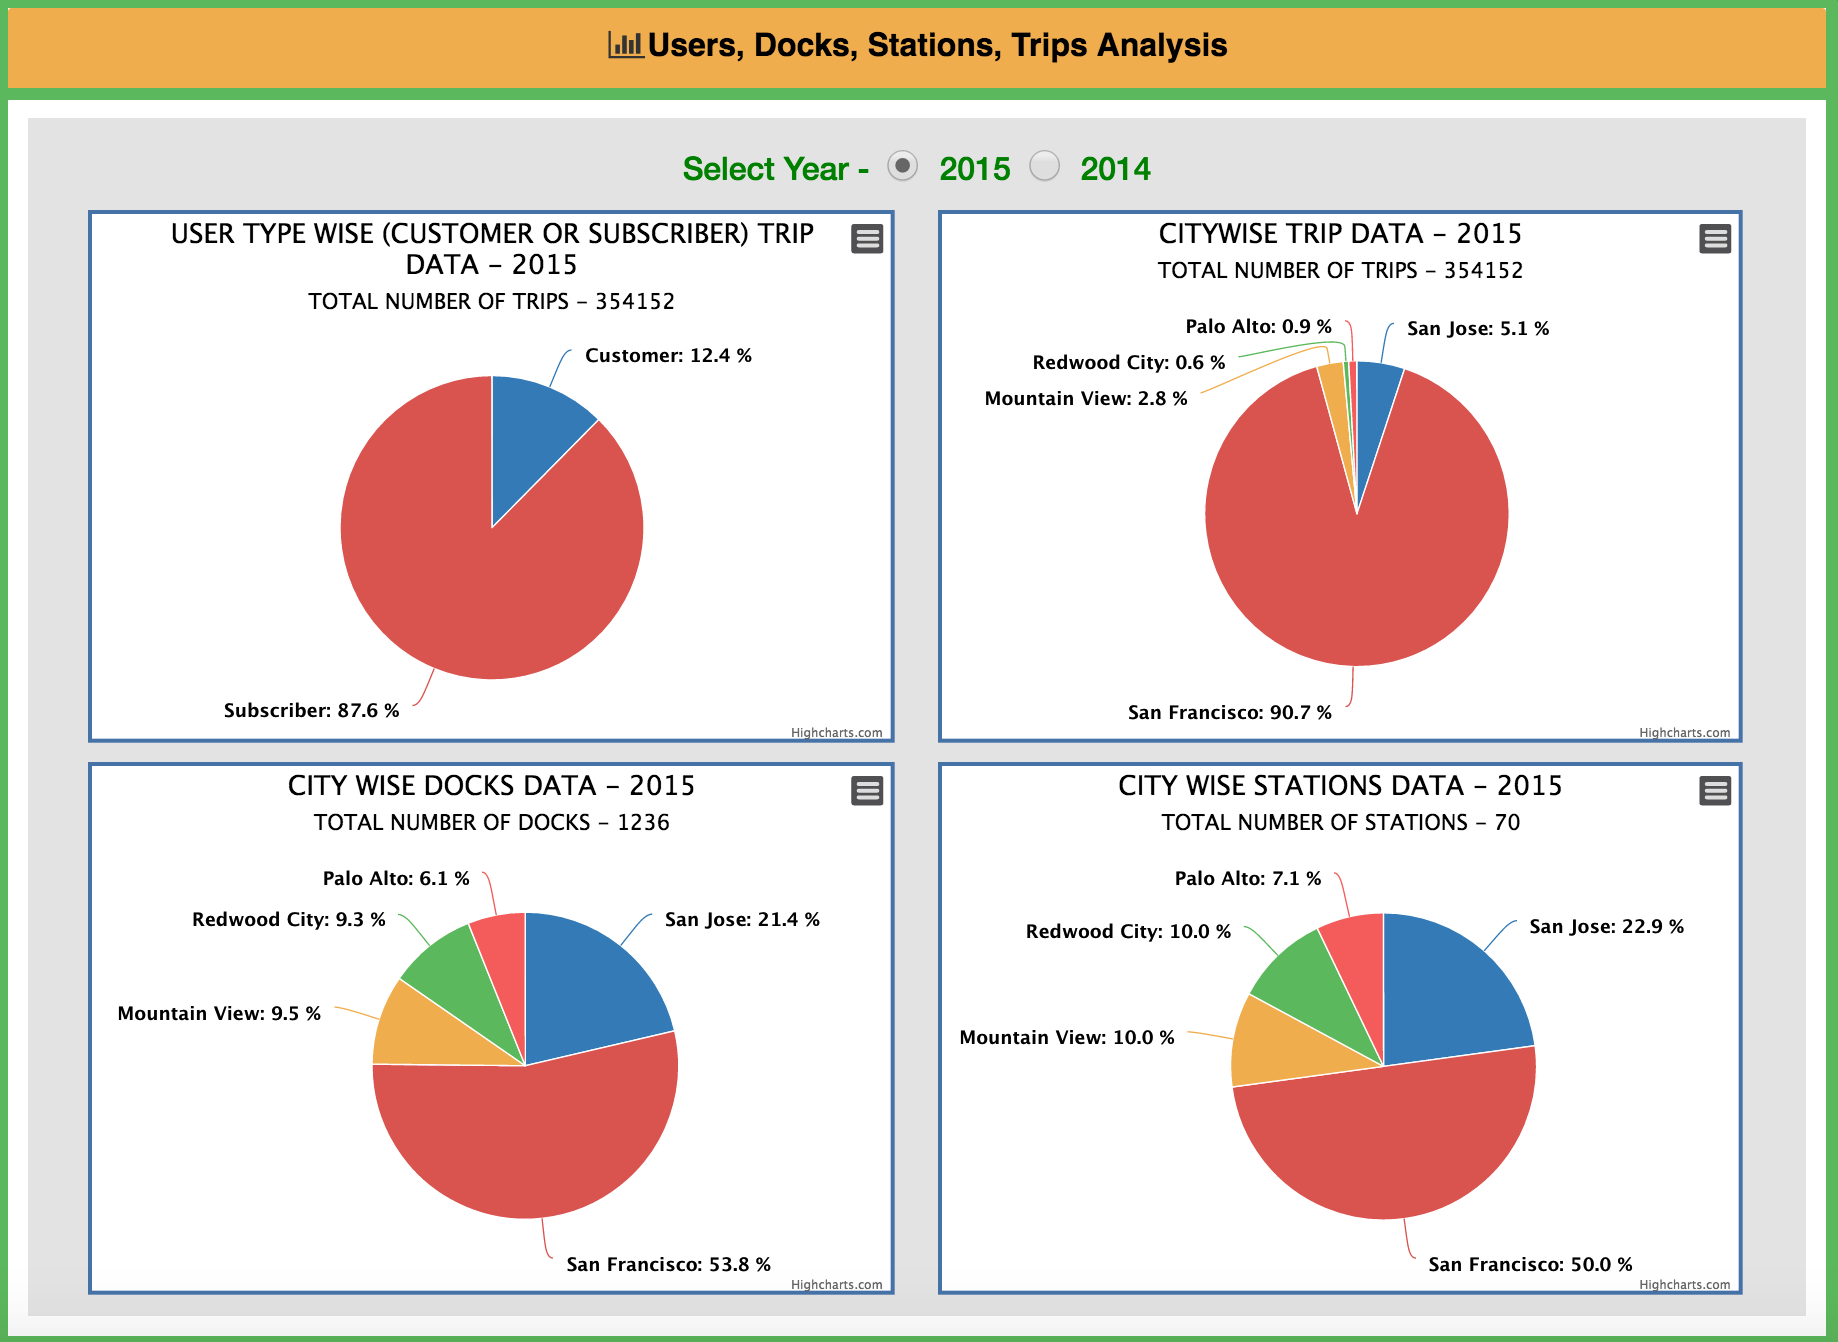 Users, Docks, Stations, Trips Analysis
Select Year - 2015 2014
USER TYPE WISE (CUSTOMER OR SUBSCRIBER) TRIP
DATA - 2015
TOTAL NUMBER OF TRIPS - 354152
Customer: 12.4 %
Subscriber: 87.6 %
Highcharts.com
CITYWISE TRIP DATA - 2015
TOTAL NUMBER OF TRIPS - 354152
Palo Alto: 0.9 %
San Jose: 5.1 %
Redwood City: 0.6 %
Mountain View: 2.8 %
San Francisco: 90.7 %
Highcharts.com
CITY WISE DOCKS DATA - 2015
TOTAL NUMBER OF DOCKS - 1236
Palo Alto: 6.1 %
Redwood City: 9.3 %
San Jose: 21.4 %
Mountain View: 9.5 %
San Francisco: 53.8 %
Highcharts.com
CITY WISE STATIONS DATA - 2015
TOTAL NUMBER OF STATIONS - 70
Palo Alto: 7.1 %
San Jose: 22.9 %
Redwood City: 10.0 %
Mountain View: 10.0 %
San Francisco: 50.0 %
Highcharts.com